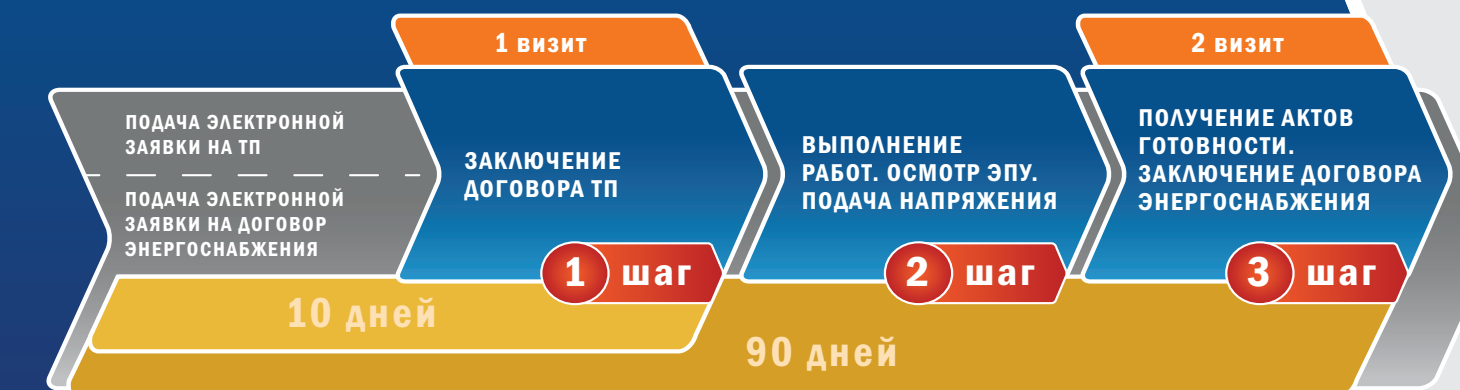 1 визит
2 визит
ПОДАЧА ЭЛЕКТРОННОЙ
ЗАЯВКИ НА ТП
ПОДАЧА ЭЛЕКТРОННОЙ
ЗАЯВКИ НА ДОГОВОР
ЭНЕРГОСНАБЖЕНИЯ
ЗАКЛЮЧЕНИЕ
ДОГОВОРА ТП
1 шаг
ВЫПОЛНЕНИЕ
РАБОТ. ОСМОТР ЭПУ.
ПОДАЧА НАПРЯЖЕНИЯ
2 шаг
ПОЛУЧЕНИЕ АКТОВ
ГОТОВНОСТИ.
ЗАКЛЮЧЕНИЕ ДОГОВОРА
ЭНЕРГОСНАБЖЕНИЯ
3 шаг
10 дней
90 дней